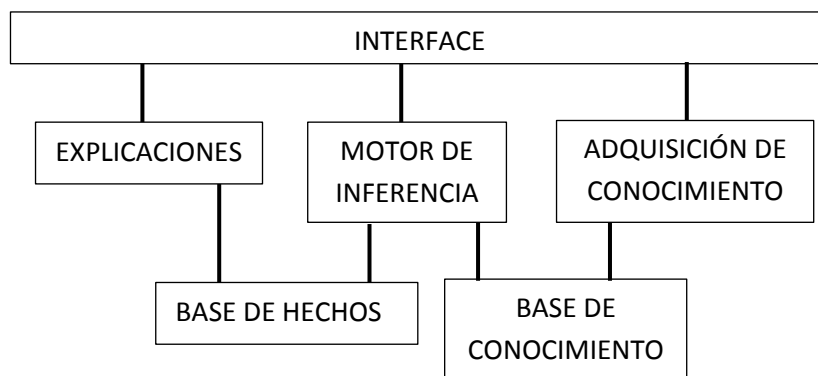 INTERFACE
EXPLICACIONES
MOTOR DE
INFERENCIA
ADQUISICIÓN DE
CONOCIMIENTO
BASE DE HECHOS
BASE DE
CONOCIMIENTO